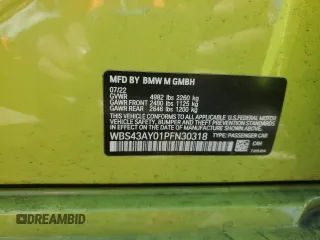 MFD BY BMW M GMBH
07/22
GVWR 4982 lbs 2260 kg
GAWR FRONT 2480 lbs 1125 kg
GAWR REAR 2646 lbs 1200 kg
THIS VEHICLE CONFORMS TO ALL APPLICABLE U.S. FEDERAL MOTOR
VEHICLE SAFETY, BUMPER, AND THEFT PREVENTION STANDARDS
IN EFFECT ON THE DATE OF MANUFACTURE SHOWN ABOVE.
WBS43AY01PFN30318 TYPE: PASSENGER CAR
DREAMBID